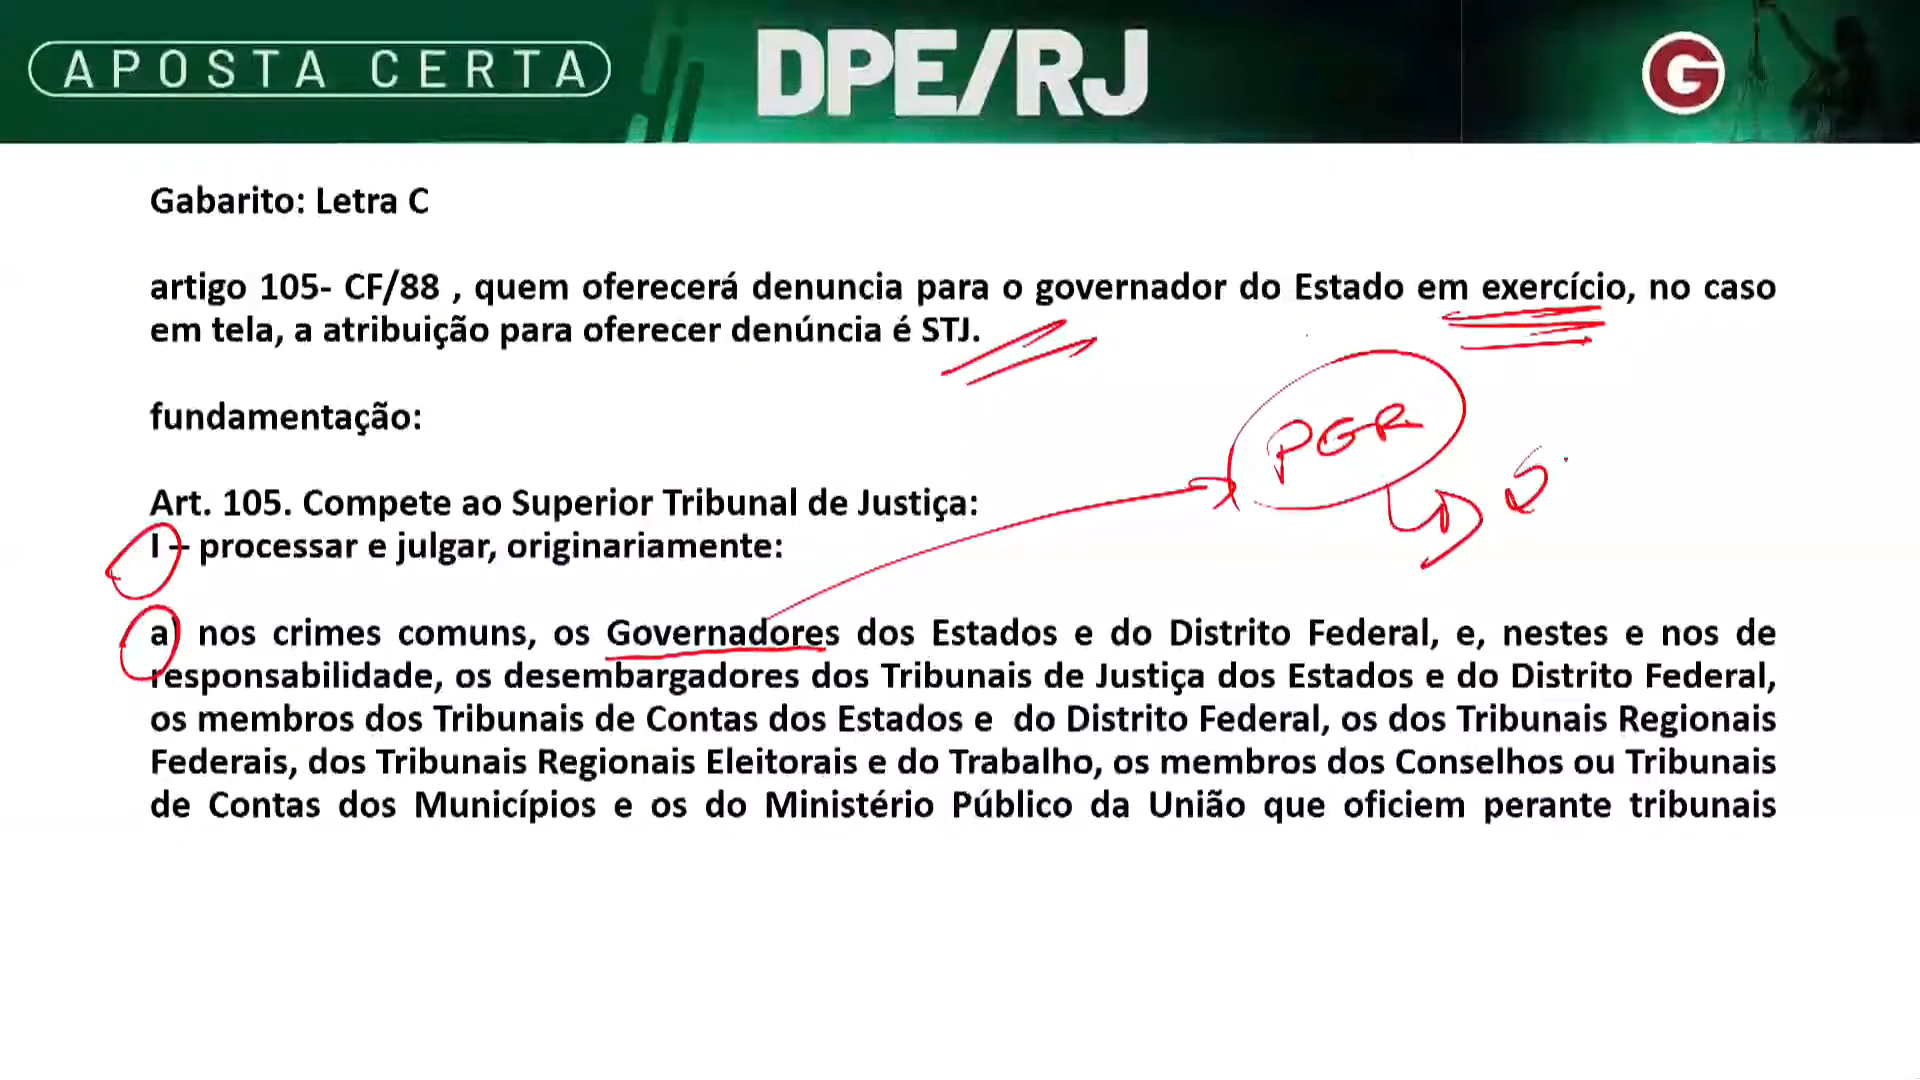 APOSTA CERTA
DPE/RJ
G
Gabarito: Letra C
artigo 105- CF/88 , quem oferecerá denuncia para o governador do Estado em exercício, no caso
em tela, a atribuição para oferecer denúncia é STJ.
PGR
S
fundamentação:
Art. 105. Compete ao Superior Tribunal de Justiça:
I – processar e julgar, originariamente:
a) nos crimes comuns, os Governadores dos Estados e do Distrito Federal, e, nestes e nos de
responsabilidade, os desembargadores dos Tribunais de Justiça dos Estados e do Distrito Federal,
os membros dos Tribunais de Contas dos Estados e do Distrito Federal, os dos Tribunais Regionais
Federais, dos Tribunais Regionais Eleitorais e do Trabalho, os membros dos Conselhos ou Tribunais
de Contas dos Municípios e os do Ministério Público da União que oficiem perante tribunais